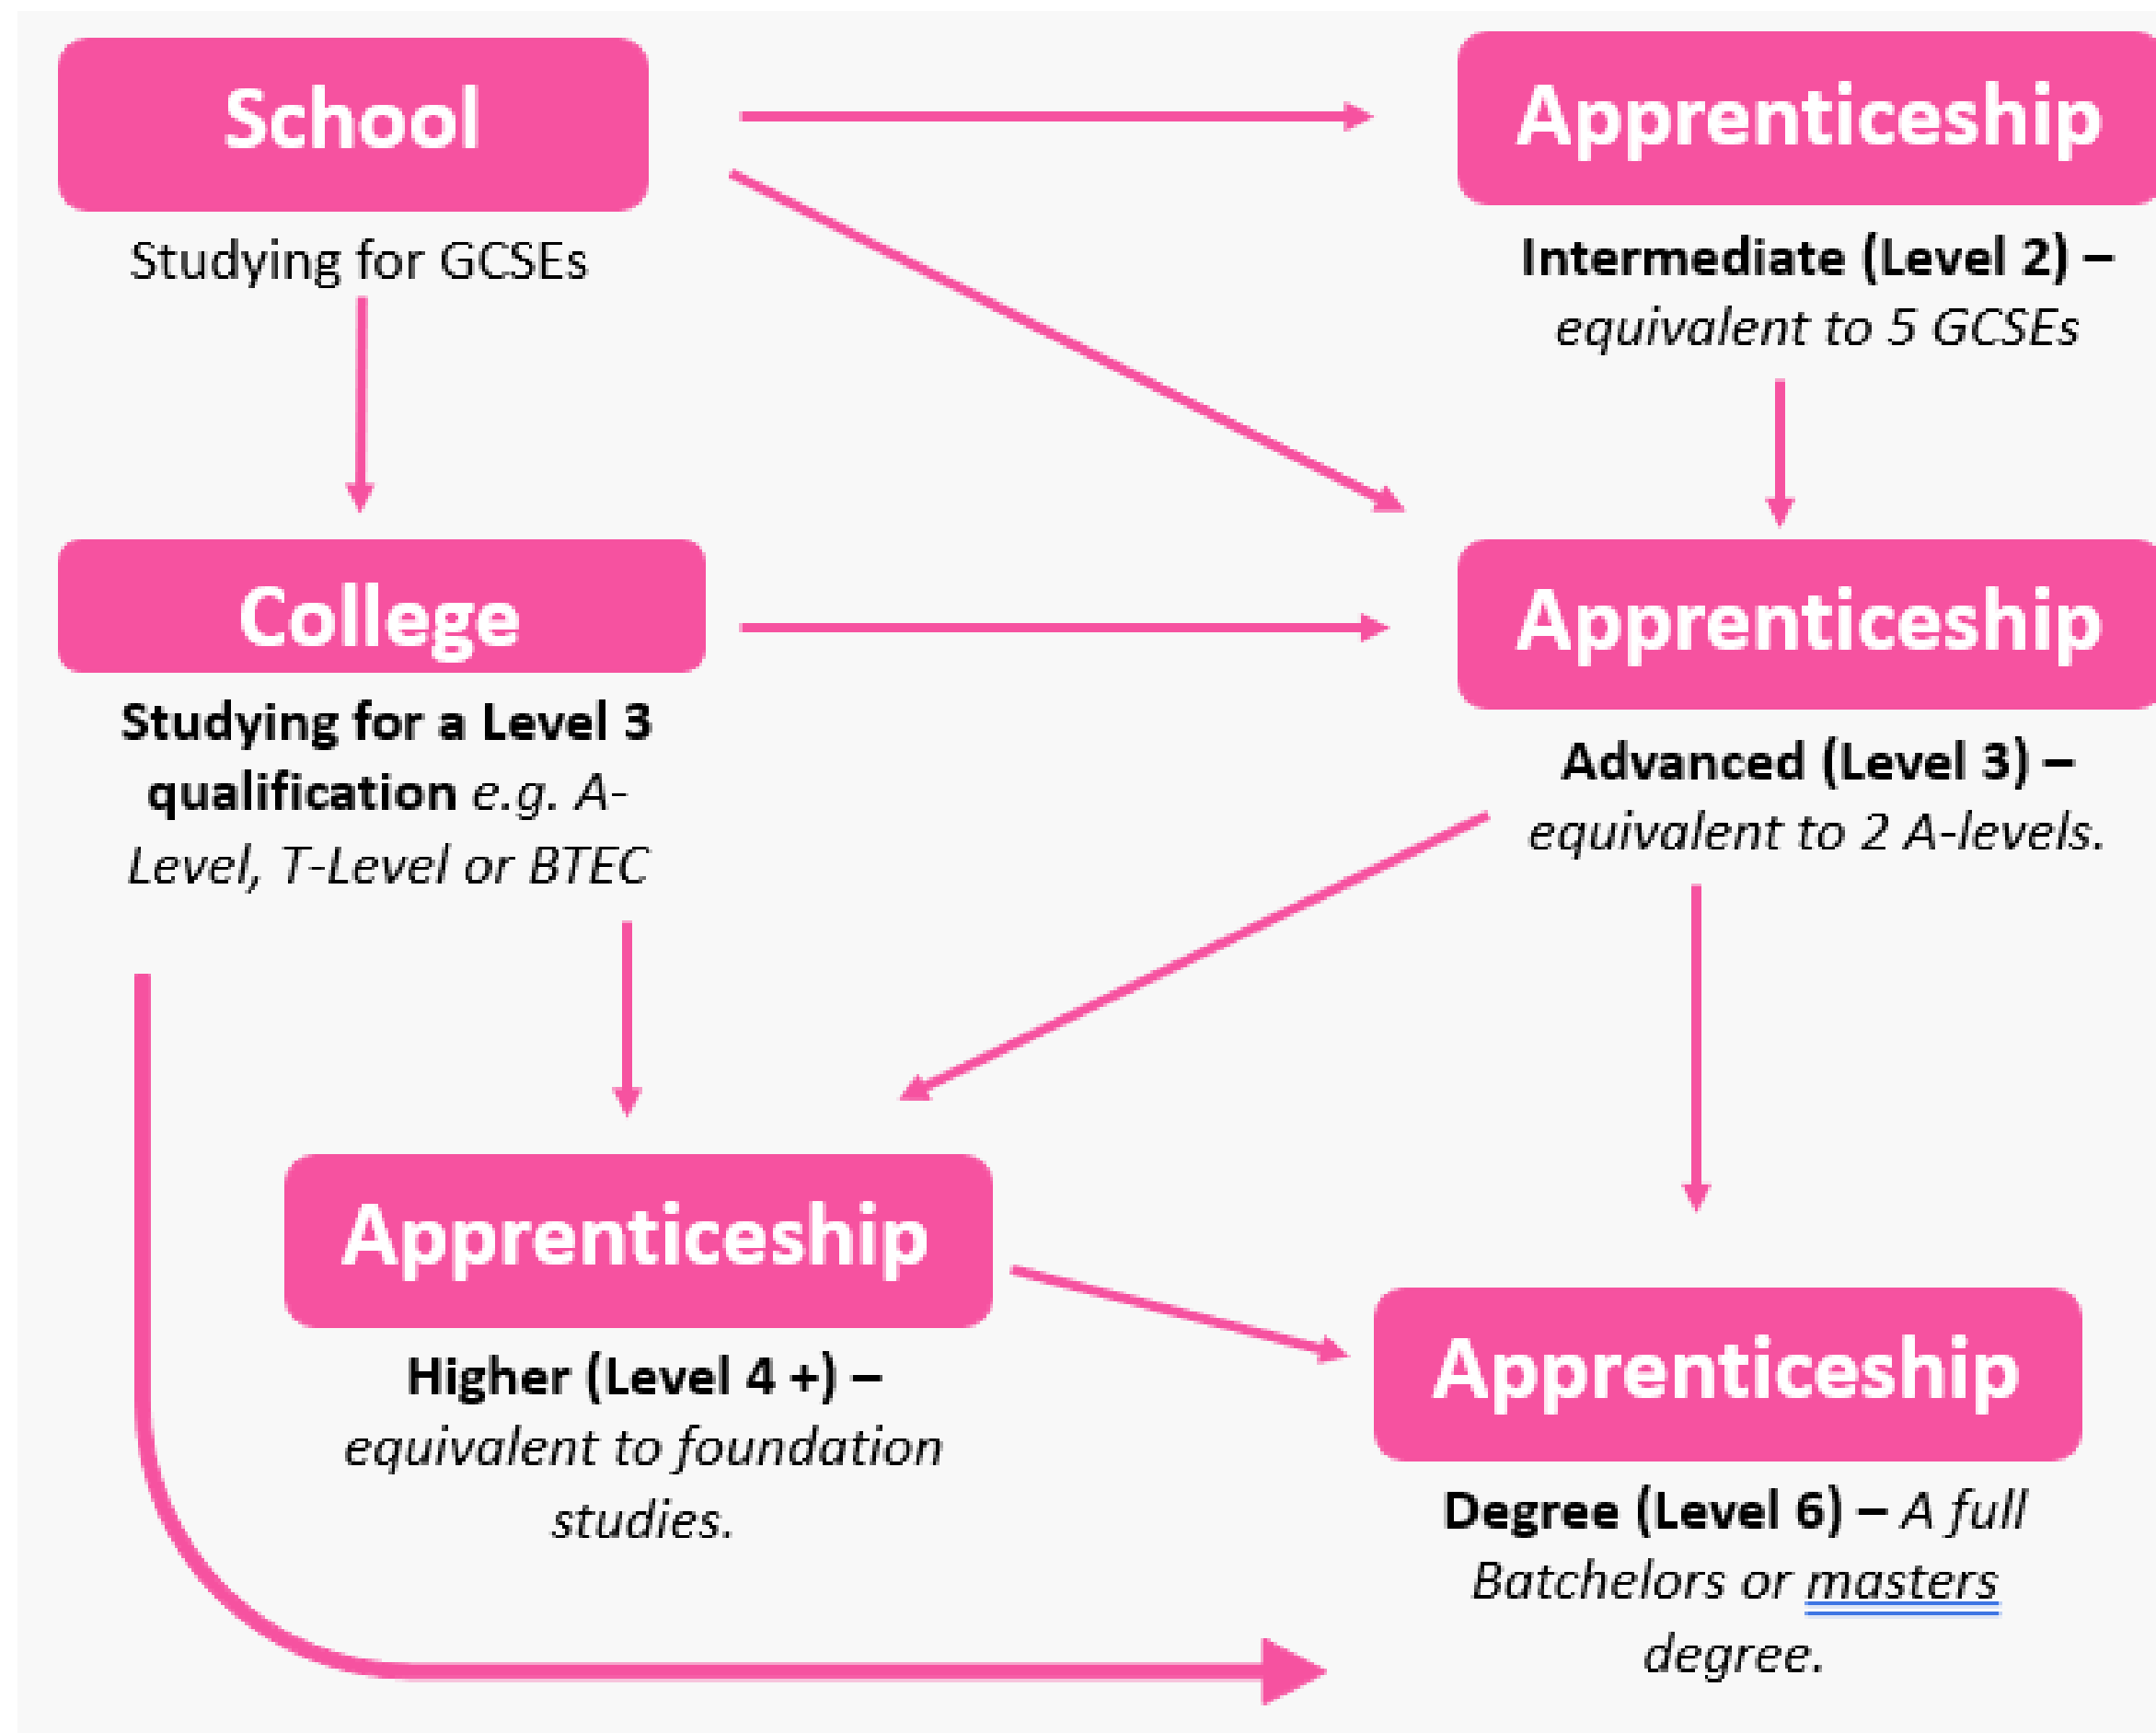 School
Studying for GCSEs
Apprenticeship
Intermediate (Level 2) –
equivalent to 5 GCSEs
College
Studying for a Level 3
qualification e.g. A-
Level, T-Level or BTEC
Apprenticeship
Advanced (Level 3) –
equivalent to 2 A-levels.
Apprenticeship
Higher (Level 4 +) –
equivalent to foundation
studies.
Apprenticeship
Degree (Level 6) – A full
Batchelors or masters
degree.